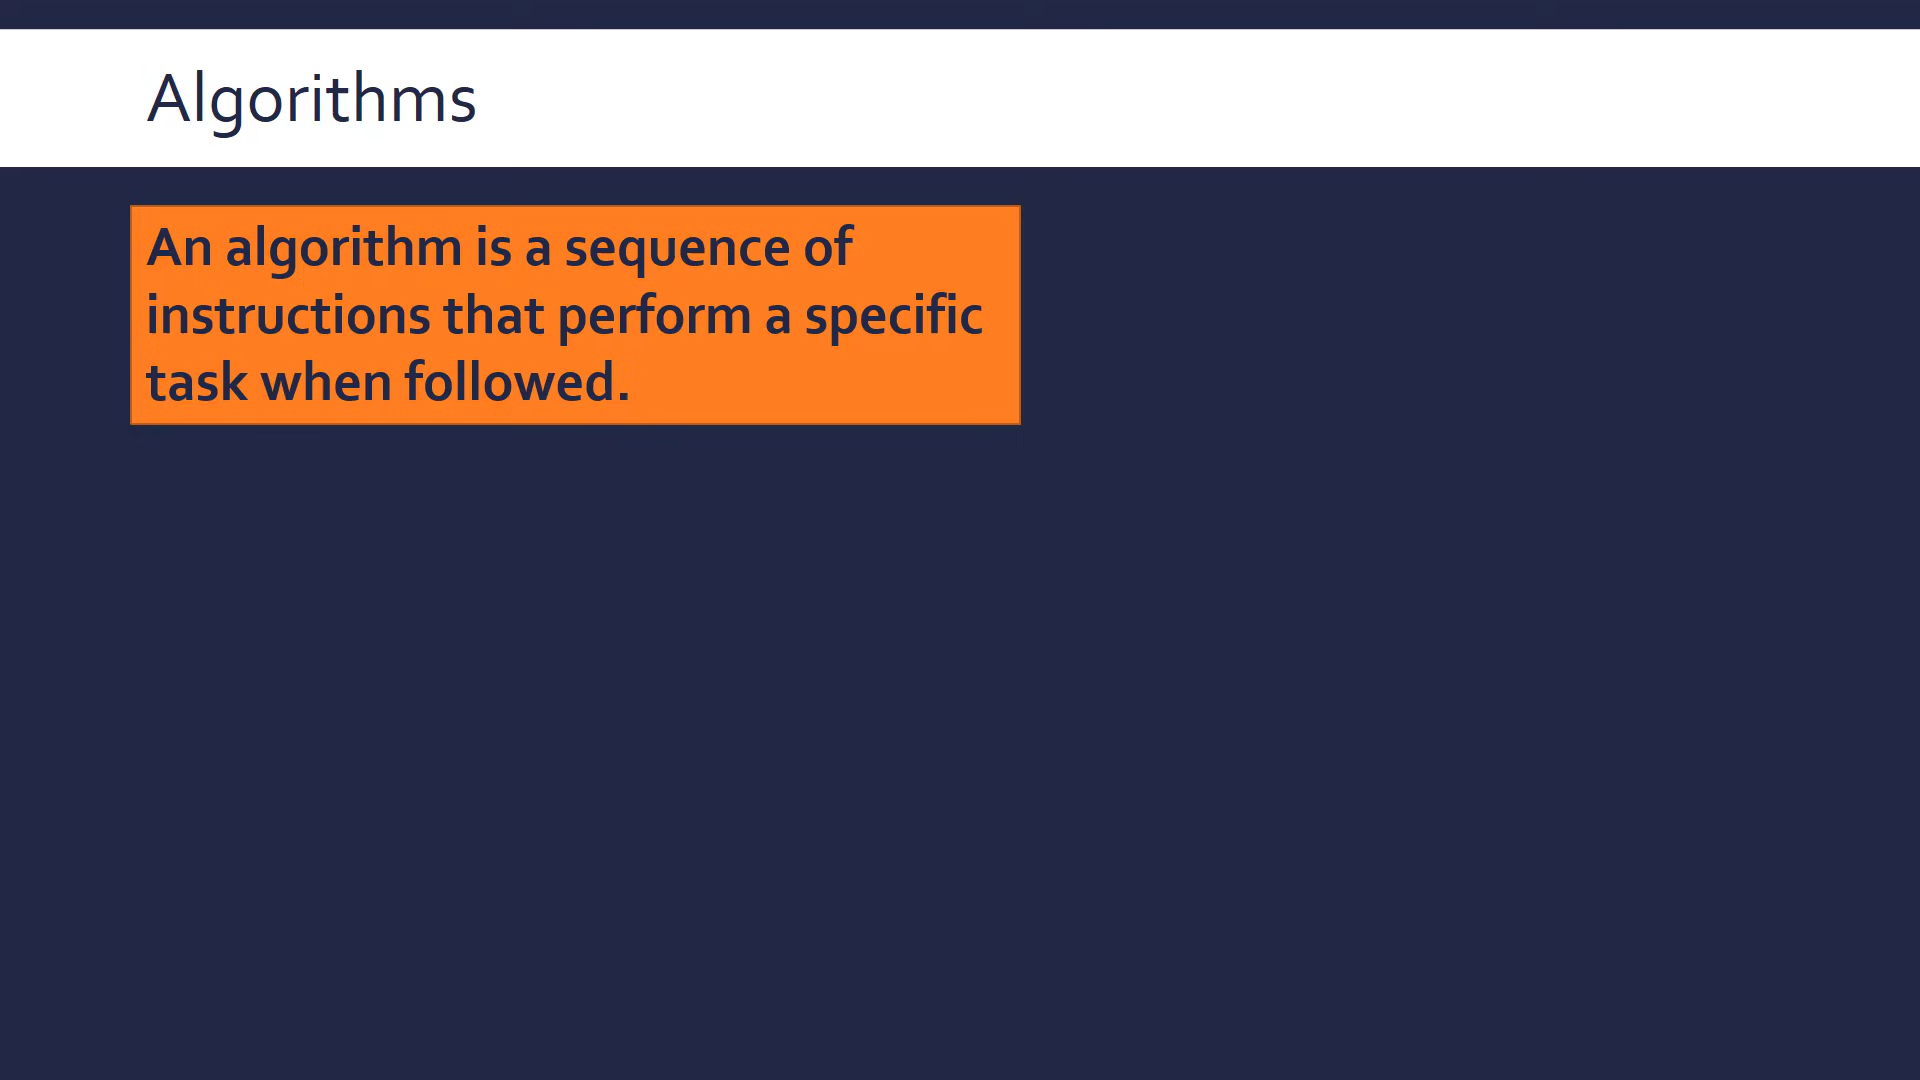 Algorithms
An algorithm is a sequence of
instructions that perform a specific
task when followed.